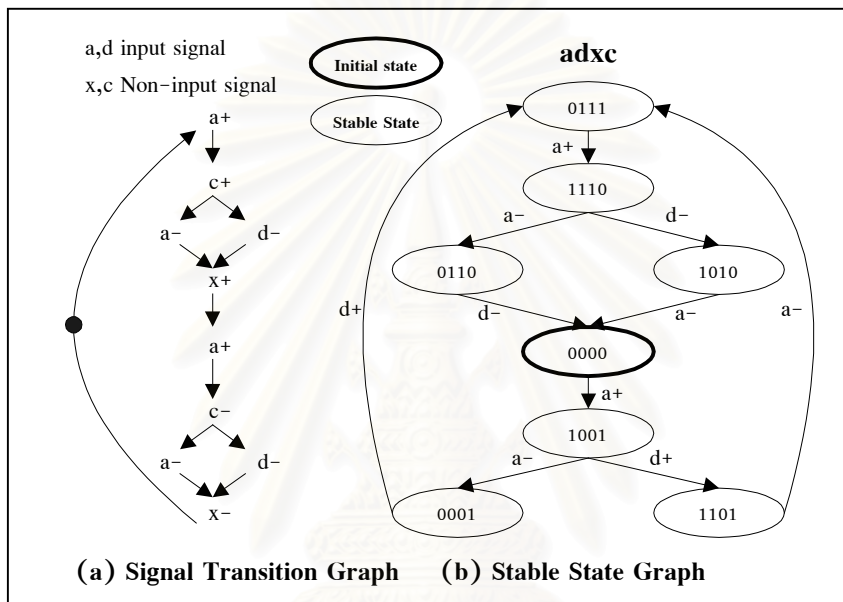 a,d input signal
x,c Non-input signal
Initial state
Stable State
a+
c+
a- d-
x+
a+
c-
a- d-
x-
(a) Signal Transition Graph
adxc
0111
a+
1110
a- d-
0110 1010
d+ d- a- a-
0000
a+
1001
a- d+
0001 1101
(b) Stable State Graph